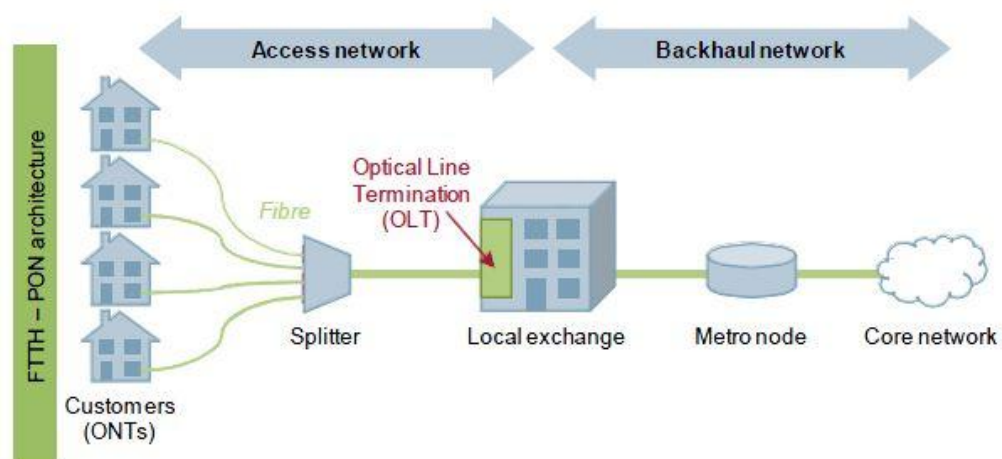 Access network
Backhaul network
FTTH – PON architecture
Optical Line
Termination
(OLT)
Fibre
Splitter
Local exchange
Metro node
Core network
Customers
(ONTs)